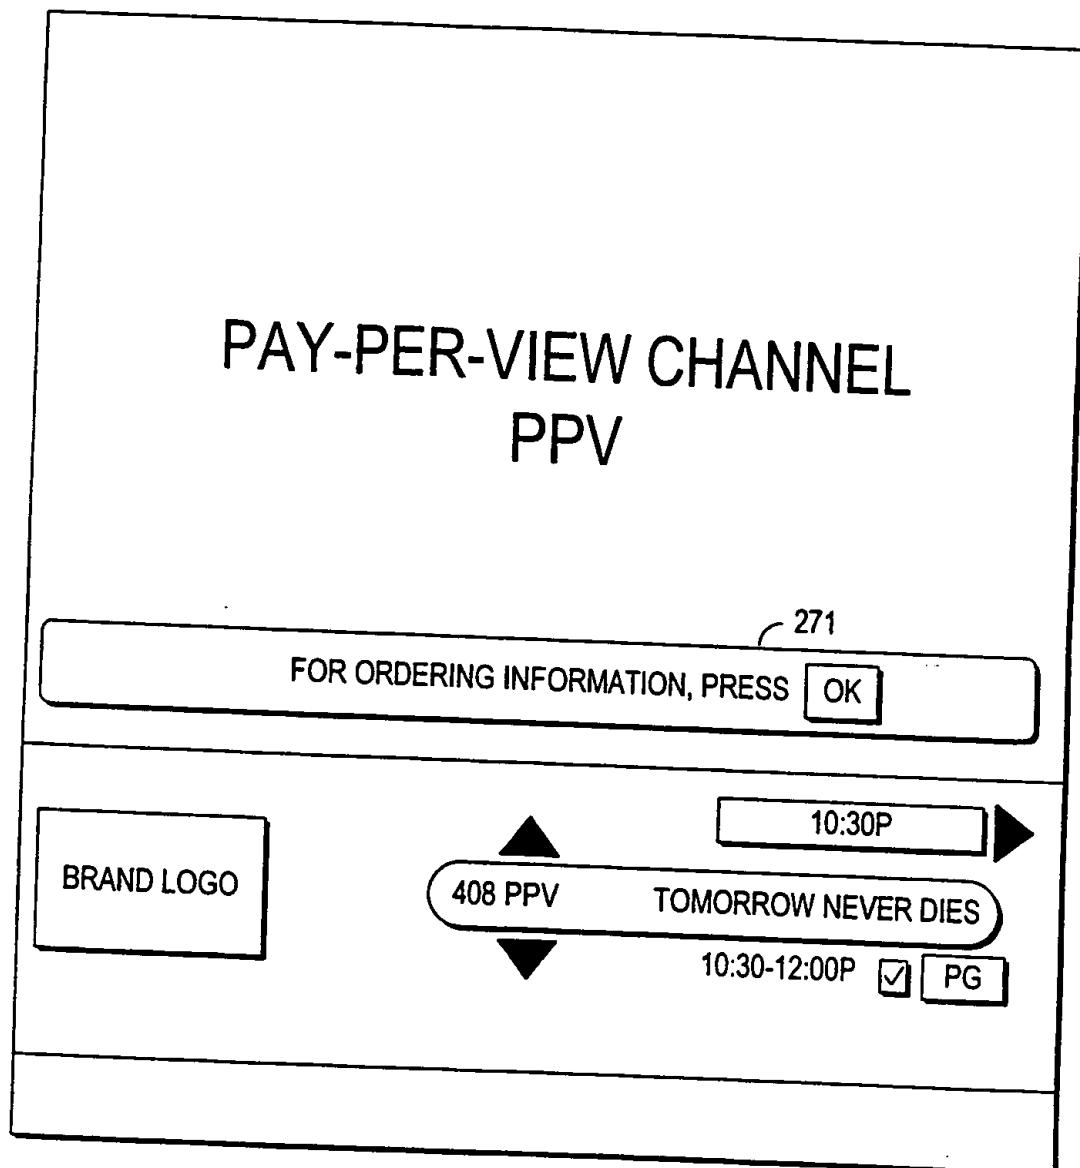 PAY-PER-VIEW CHANNEL
PPV
271
FOR ORDERING INFORMATION, PRESS OK
10:30P
BRAND LOGO
408 PPV TOMORROW NEVER DIES
10:30-12:00P PG